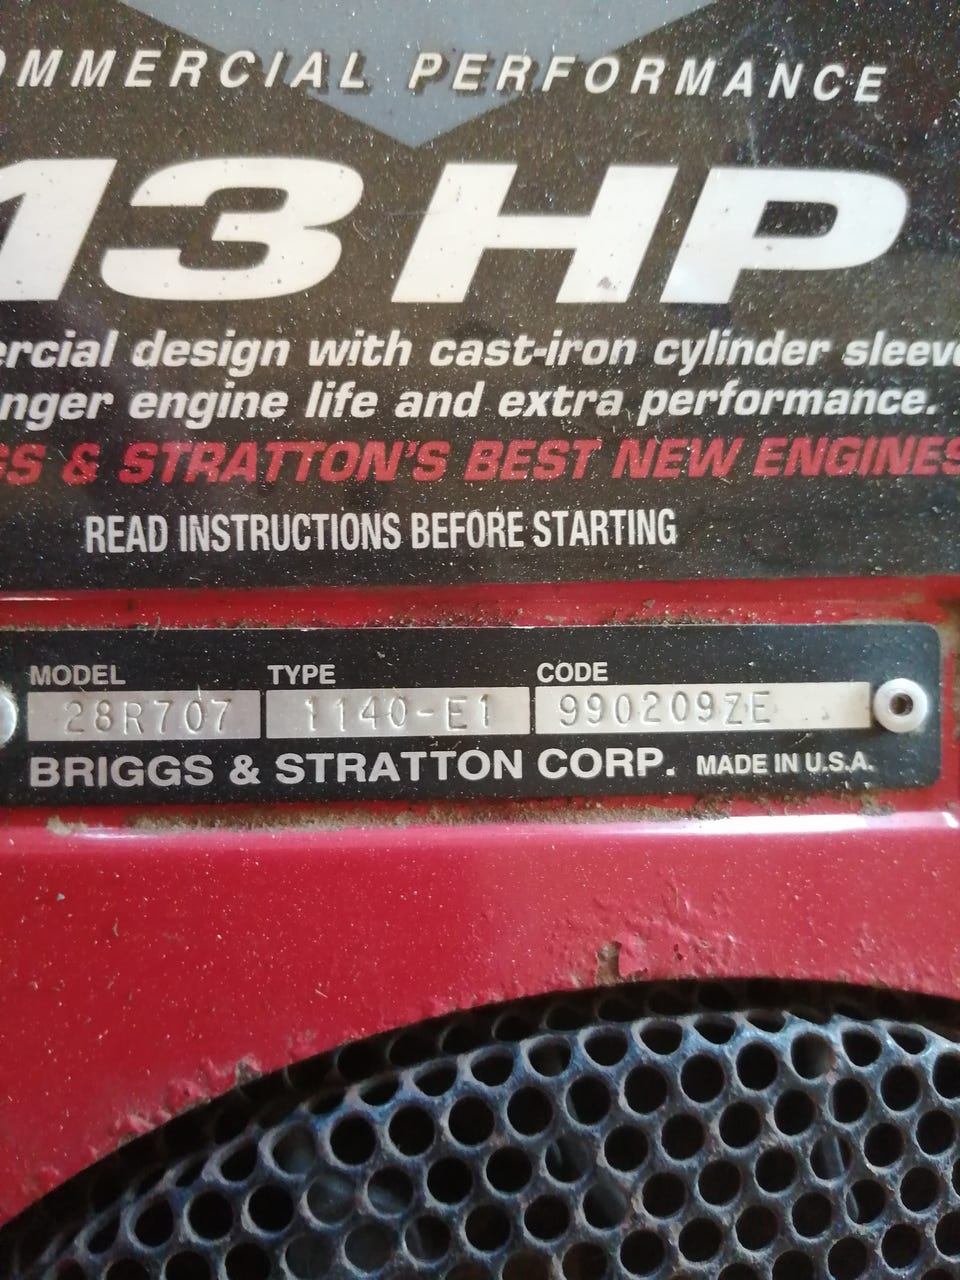 OMMERCIAL PERFORMANCE
13 HP
ercial design with cast-iron cylinder sleeve
nger engine life and extra performance.
GS & STRATTON'S BEST NEW ENGINES
READ INSTRUCTIONS BEFORE STARTING
MODEL TYPE CODE
28R707 1140-E1 990209ZE
BRIGGS & STRATTON CORP. MADE IN U.S.A.